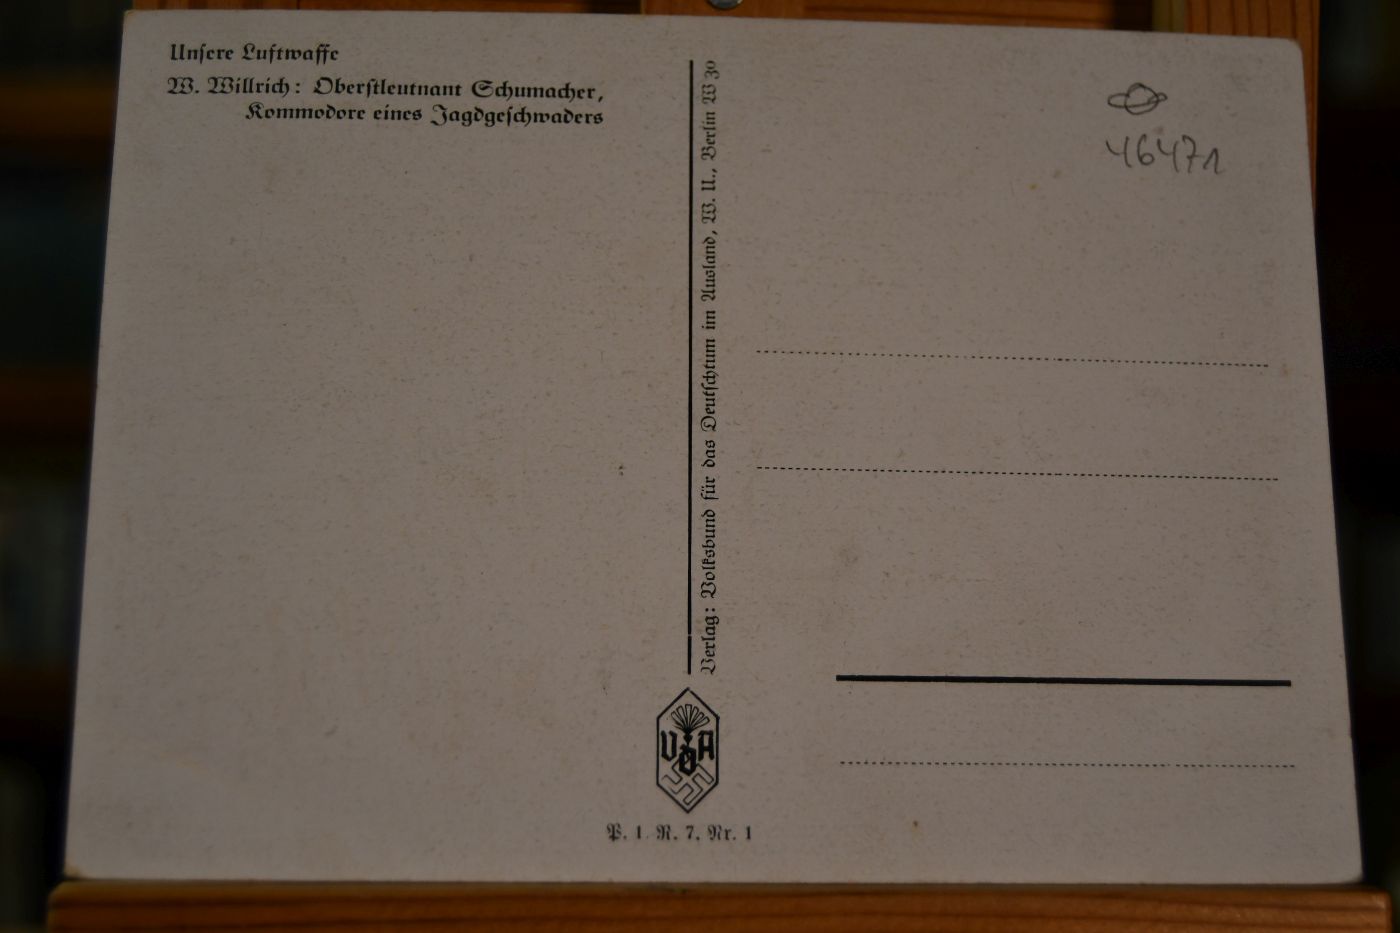 Unſere Luftwaffe
W. Willrich: Oberſtleutnant Schumacher,
Kommodore eines Jagdgeſchwaders
Verlag: Volksbund für das Deutſchtum im Ausland, W. U., Berlin W 30
46471
VDA
P. 1. R. 7. Nr. 1